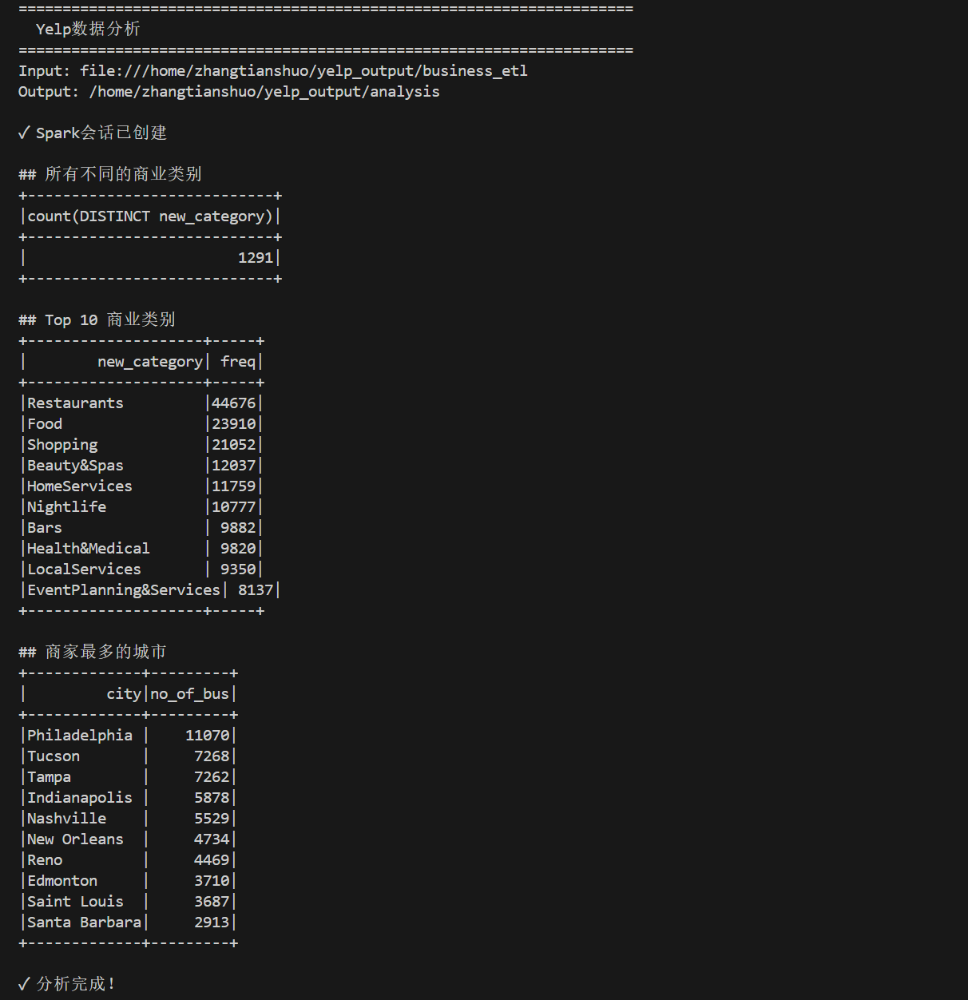 ======================================================================
  Yelp数据分析
======================================================================
Input: file:///home/zhangtianshuo/yelp_output/business_etl
Output: /home/zhangtianshuo/yelp_output/analysis

✓ Spark会话已创建

## 所有不同的商业类别
+----------------------------+
|count(DISTINCT new_category)|
+----------------------------+
|                        1291|
+----------------------------+

## Top 10 商业类别
+--------------------+-----+
|        new_category| freq|
+--------------------+-----+
|Restaurants         |44676|
|Food                |23910|
|Shopping            |21052|
|Beauty&Spas         |12037|
|HomeServices        |11759|
|Nightlife           |10777|
|Bars                | 9882|
|Health&Medical      | 9820|
|LocalServices       | 9350|
|EventPlanning&Services| 8137|
+--------------------+-----+

## 商家最多的城市
+-------------+---------+
|         city|no_of_bus|
+-------------+---------+
|Philadelphia |    11070|
|Tucson       |     7268|
|Tampa        |     7262|
|Indianapolis |     5878|
|Nashville    |     5529|
|New Orleans  |     4734|
|Reno         |     4469|
|Edmonton     |     3710|
|Saint Louis  |     3687|
|Santa Barbara|     2913|
+-------------+---------+

✓ 分析完成!